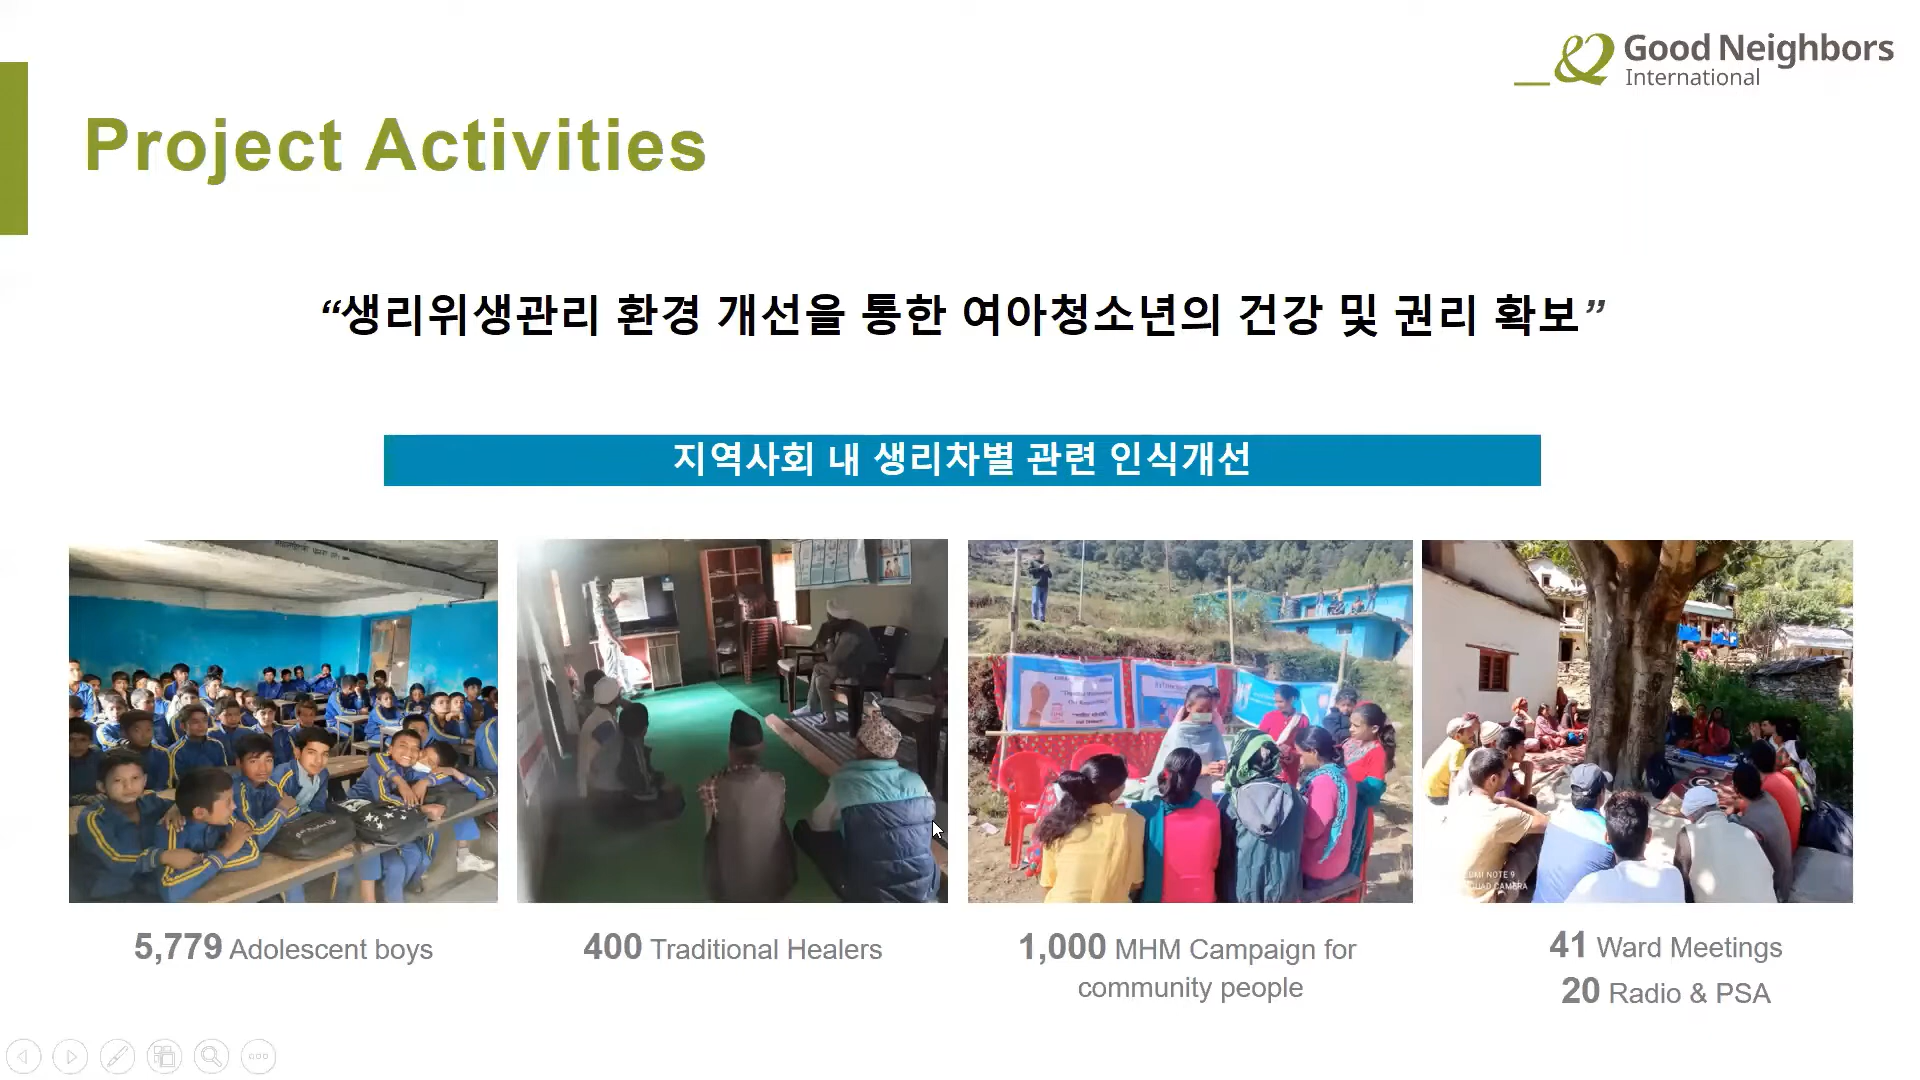 Good Neighbors
International
Project Activities
“생리위생관리 환경 개선을 통한 여아청소년의 건강 및 권리 확보”
지역사회 내 생리차별 관련 인식개선
5,779 Adolescent boys
400 Traditional Healers
1,000 MHM Campaign for
community people
41 Ward Meetings
20 Radio & PSA